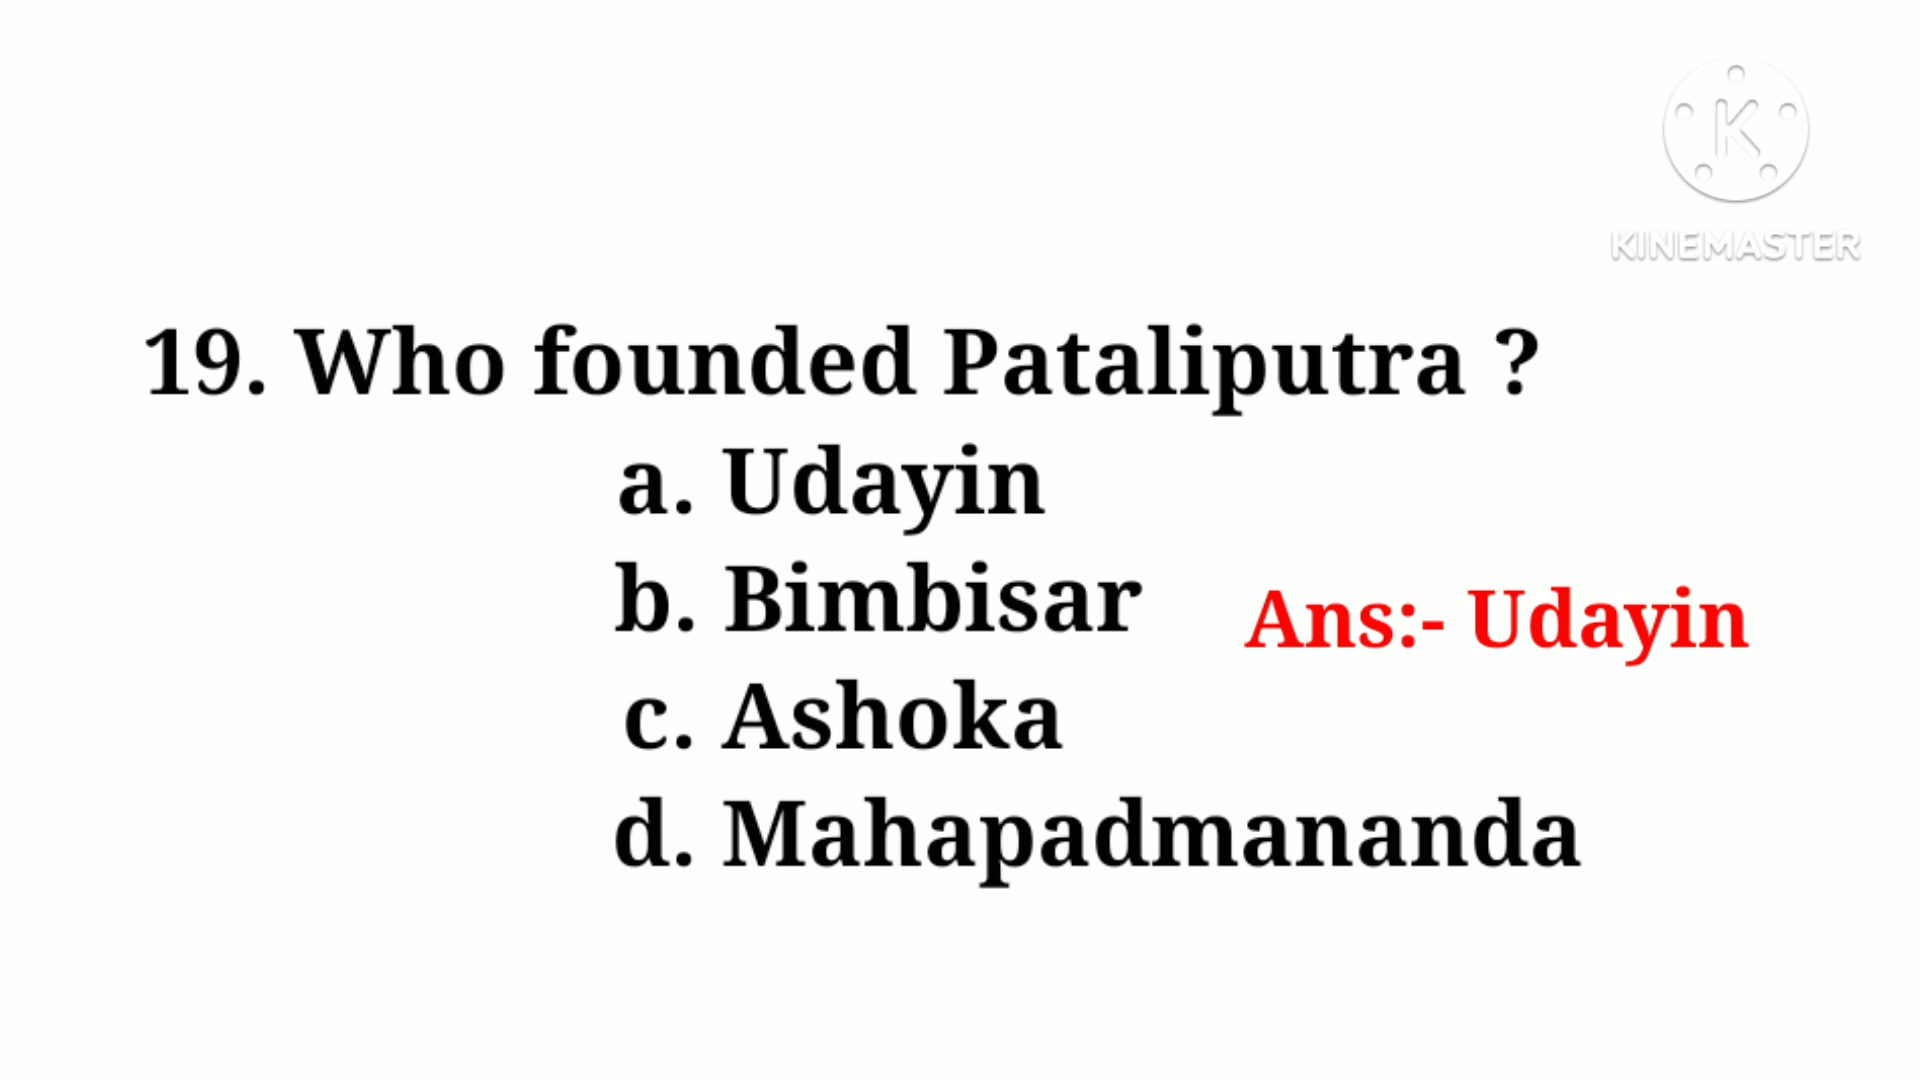 K
KINEMASTER
19. Who founded Pataliputra ?
a. Udayin
b. Bimbisar
Ans:- Udayin
c. Ashoka
d. Mahapadmananda